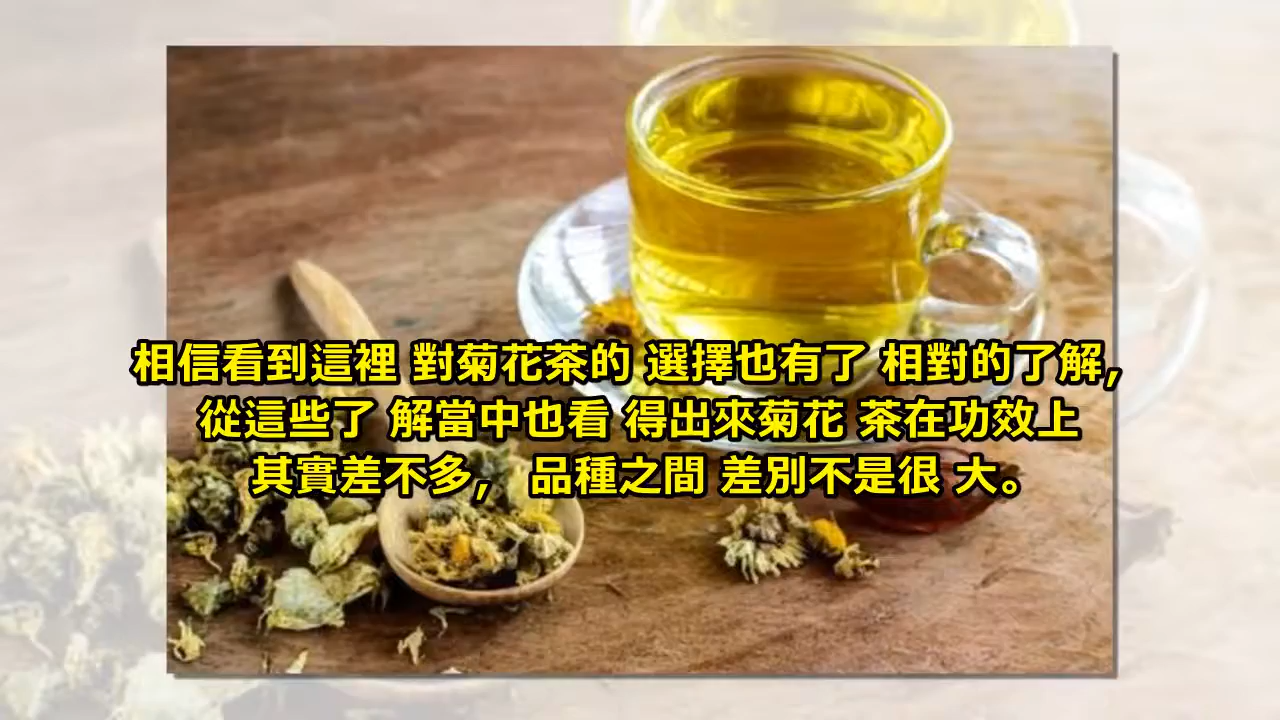 相信看到這裡 對菊花茶的 選擇也有了 相對的了解，
從這些了 解當中也看 得出來菊花 茶在功效上
其實差不多， 品種之間 差別不是很 大。